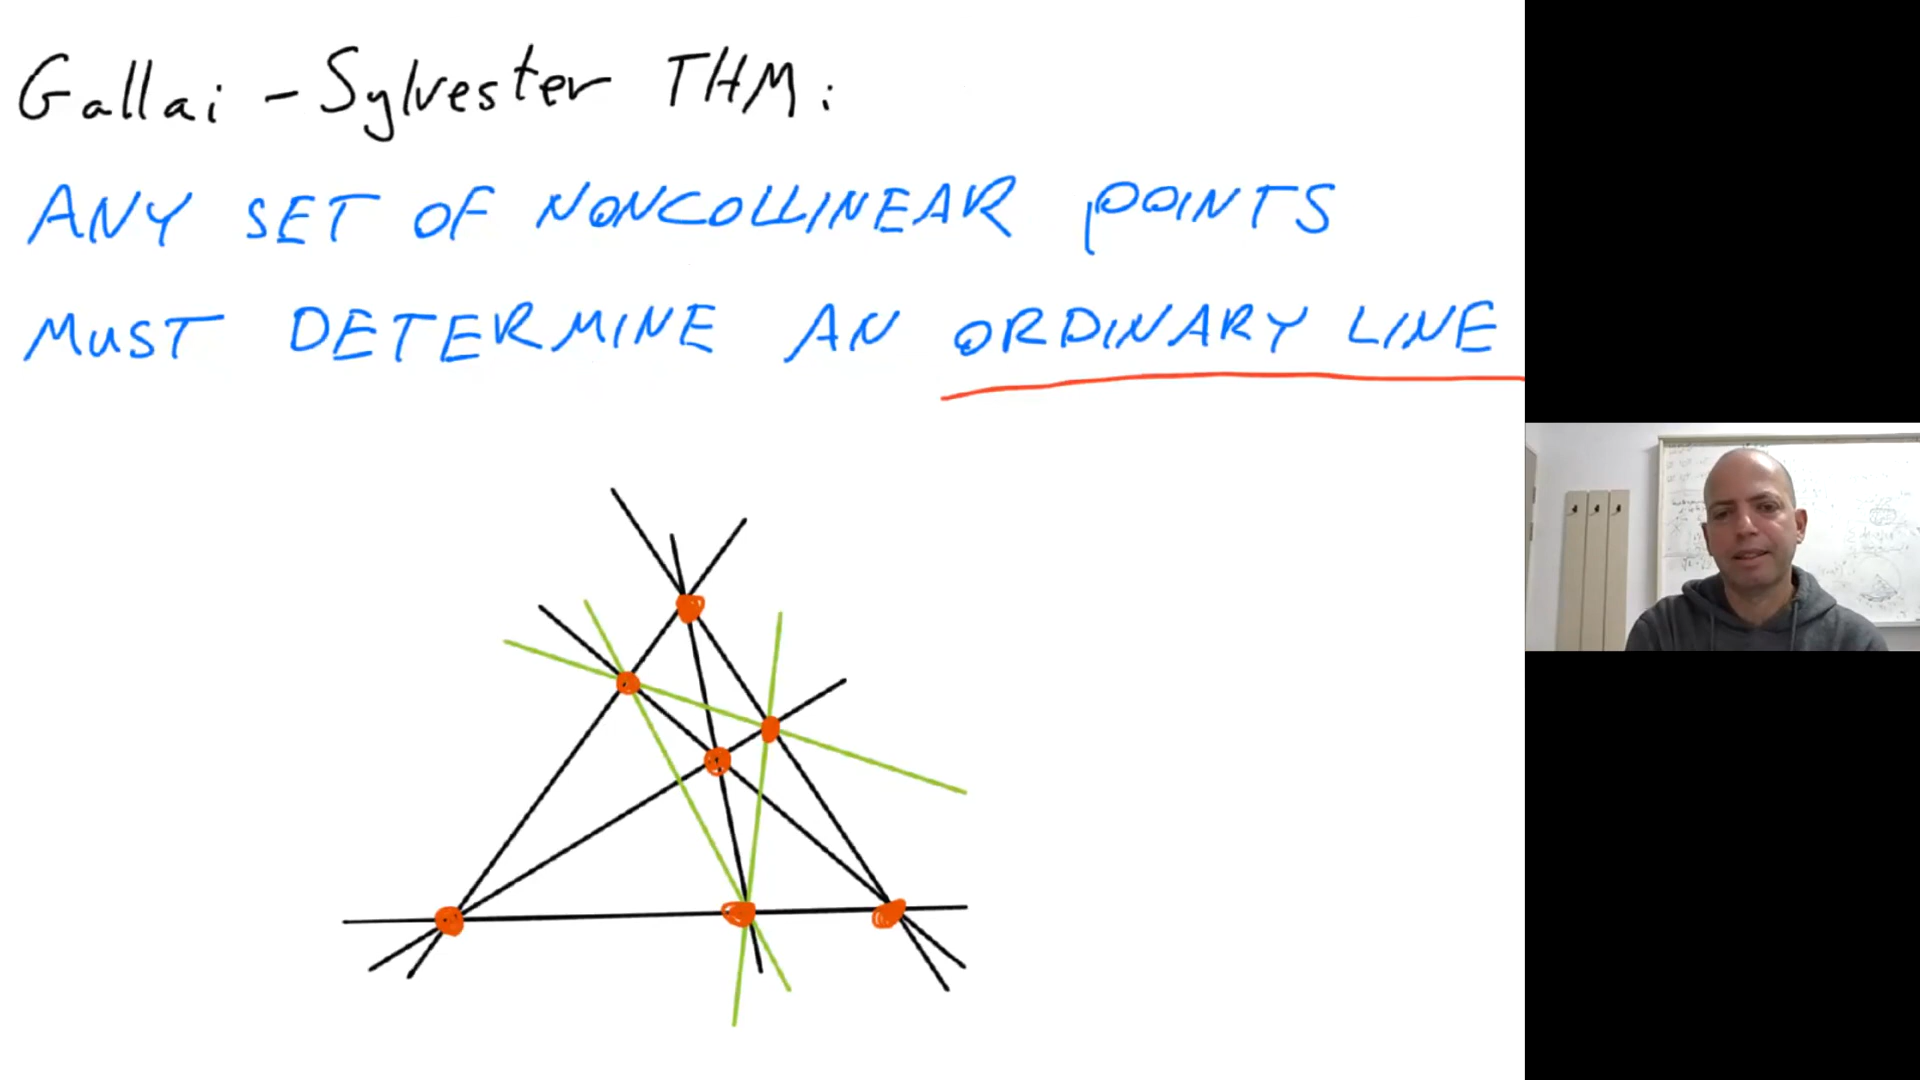 Gallai - Sylvester THM:
ANY SET OF NONCOLLINEAR POINTS
MUST DETERMINE AN ORDINARY LINE